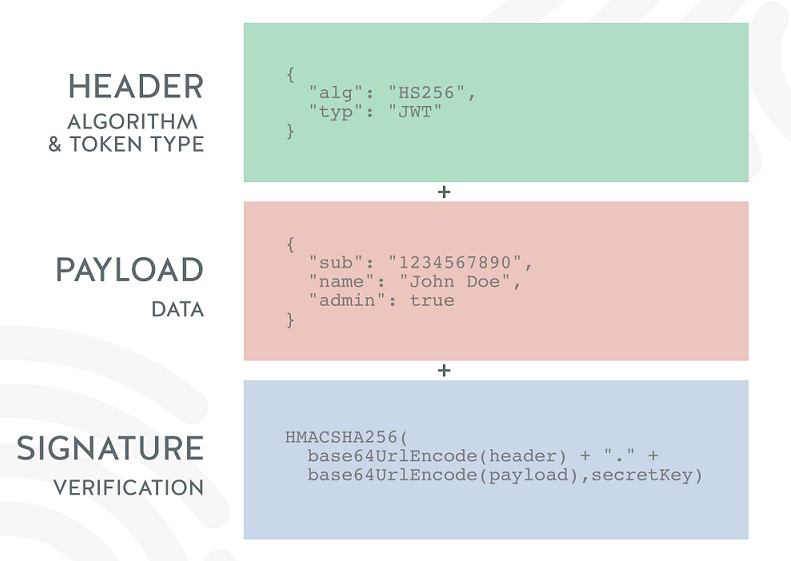 HEADER
ALGORITHM
& TOKEN TYPE
{
  "alg": "HS256",
  "typ": "JWT"
}
+
PAYLOAD
DATA
{
  "sub": "1234567890",
  "name": "John Doe",
  "admin": true
}
+
SIGNATURE
VERIFICATION
HMACSHA256(
  base64UrlEncode(header) + "." +
  base64UrlEncode(payload),secretKey)